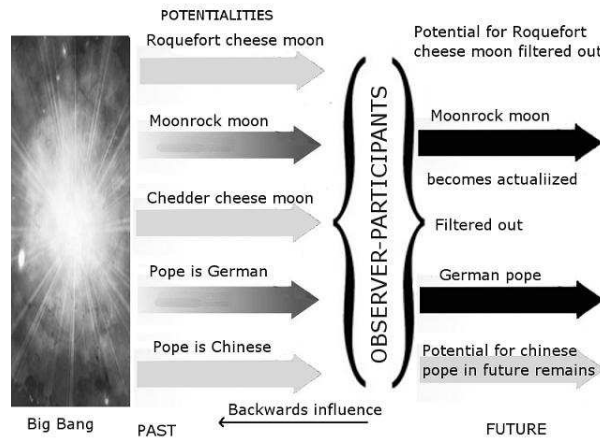 POTENTIALITIES
Roquefort cheese moon
Potential for Roquefort
cheese moon filtered out
Moonrock moon
Moonrock moon
becomes actualiized
Chedder cheese moon
OBSERVER-PARTICIPANTS
Filtered out
Pope is German
German pope
Pope is Chinese
Potential for chinese
pope in future remains
Backwards influence
Big Bang
PAST
FUTURE